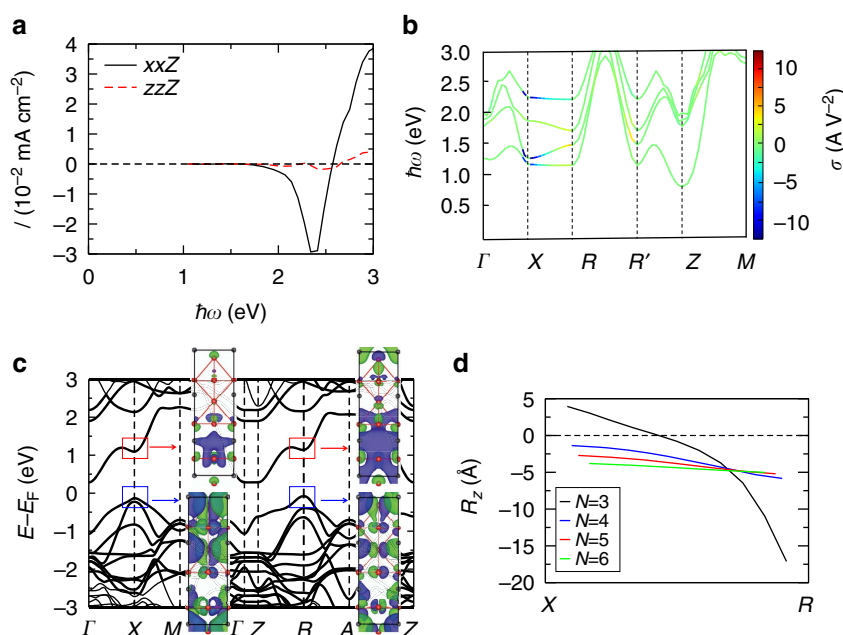 a
4
3
2
1
0
−1
−2
−3
I (10⁻² mA cm⁻²)
xxZ
zzZ
0
1
2
3
ħω (eV)
b
3.0
2.5
2.0
1.5
1.0
0.5
ħω (eV)
Γ X R R′ Z M
10
5
0
−5
−10
σ (A V⁻²)
c
3
2
1
0
−1
−2
−3
E−E_F (eV)
Γ X M Γ Z R A Z
d
5
0
−5
−10
−15
−20
R_z (Å)
N=3
N=4
N=5
N=6
X R